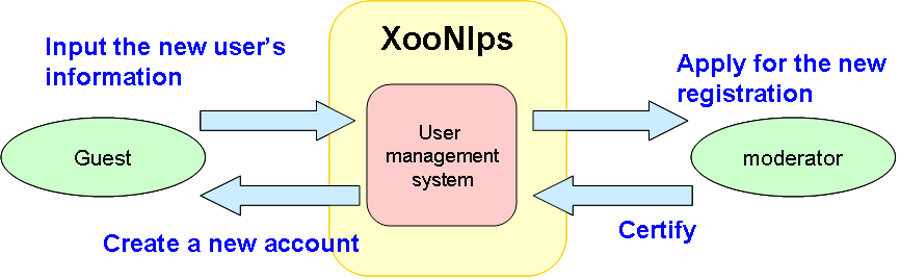 XooNIps
Input the new user's
information
Apply for the new
registration
Guest
User
management
system
moderator
Create a new account
Certify